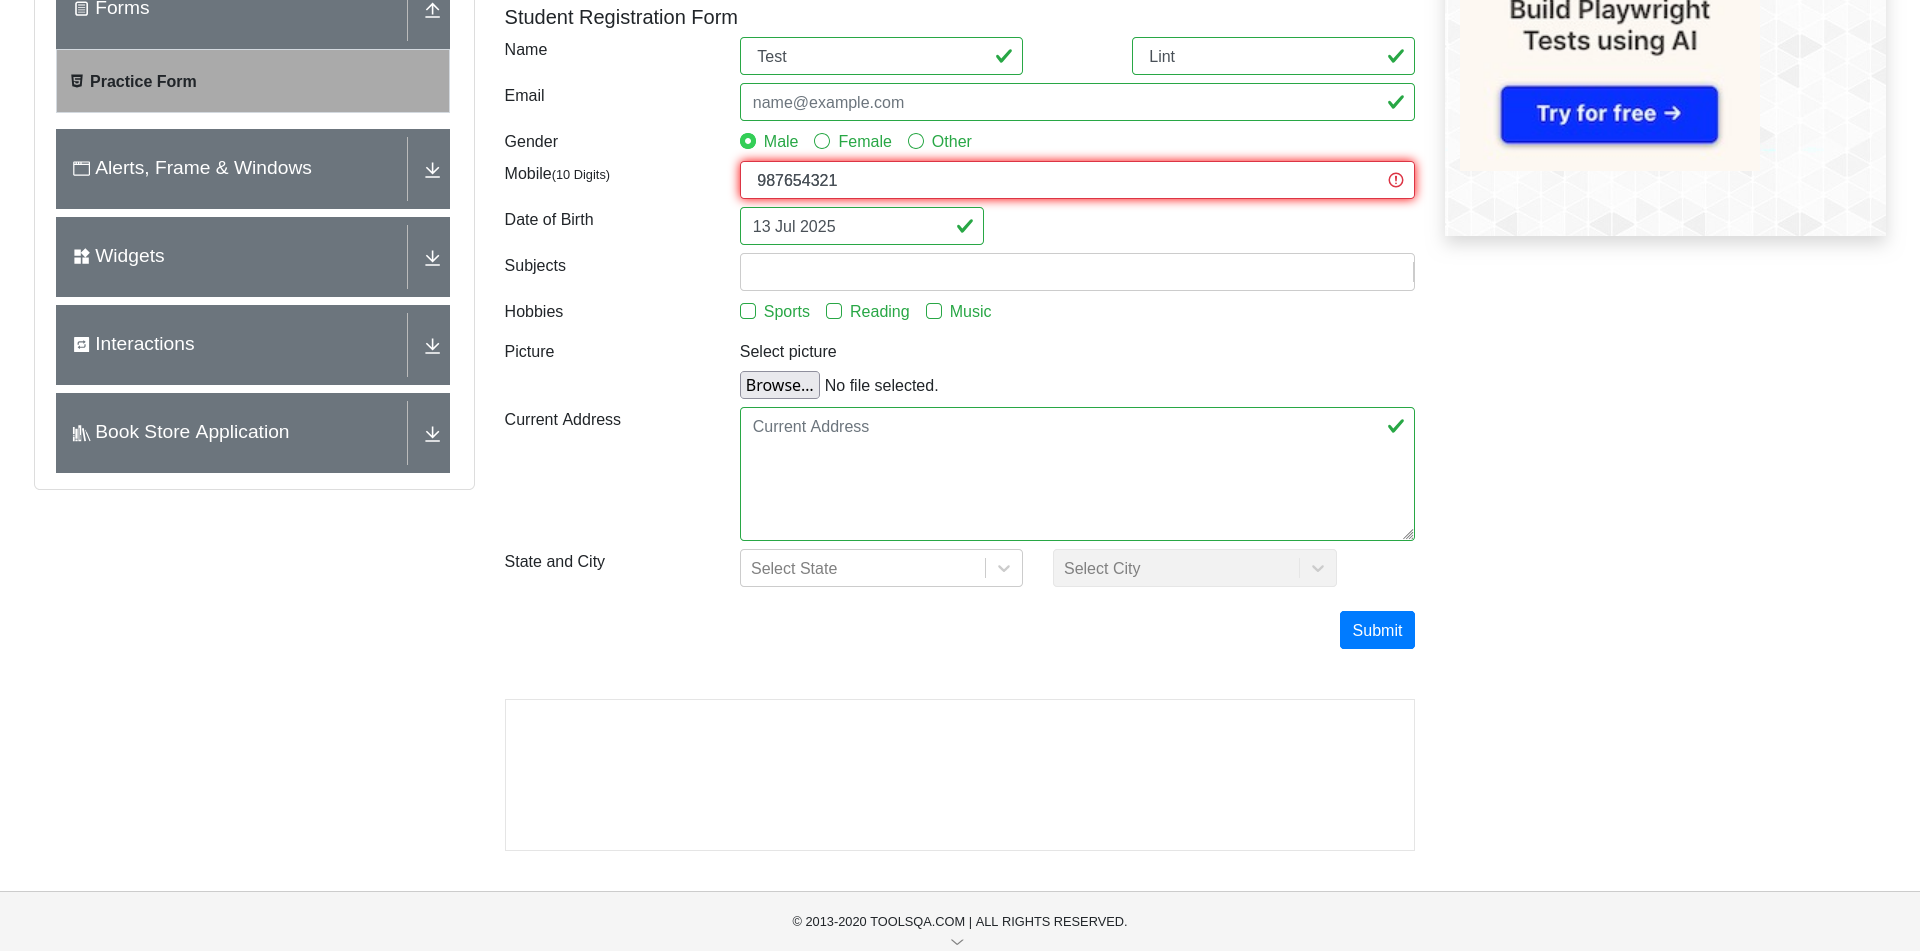 Forms
Practice Form
Alerts, Frame & Windows
Widgets
Interactions
Book Store Application
Student Registration Form
Name
Test
Lint
Email
name@example.com
Gender
Male
Female
Other
Mobile(10 Digits)
987654321
Date of Birth
13 Jul 2025
Subjects
Hobbies
Sports
Reading
Music
Picture
Select picture
Browse...
No file selected.
Current Address
Current Address
State and City
Select State
Select City
Submit
Build Playwright
Tests using AI
Try for free →
© 2013-2020 TOOLSQA.COM | ALL RIGHTS RESERVED.